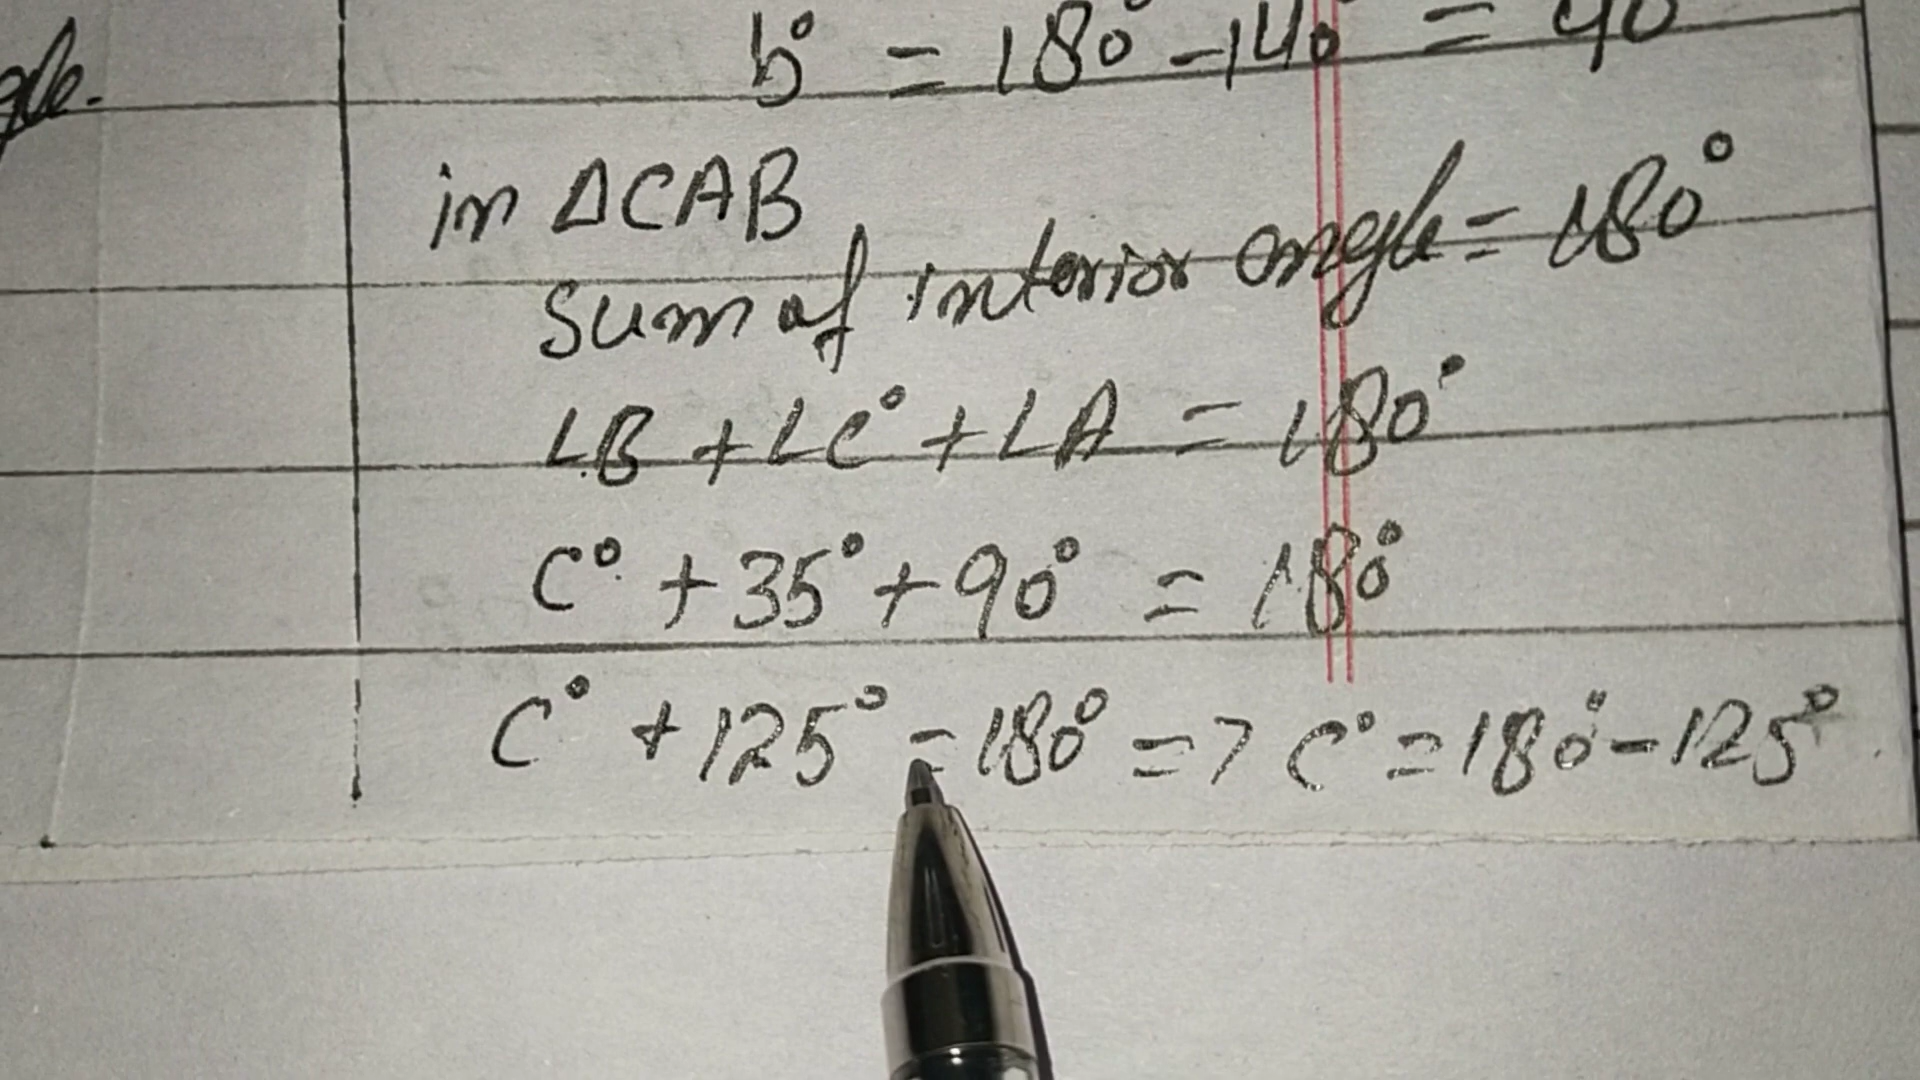 b° = 180° - 140° = 40
in ΔCAB
Sum of interior angle = 180°
∠B + ∠C° + ∠A = 180°
C° + 35° + 90° = 180°
C° + 125° = 180° => C° = 180° - 125°